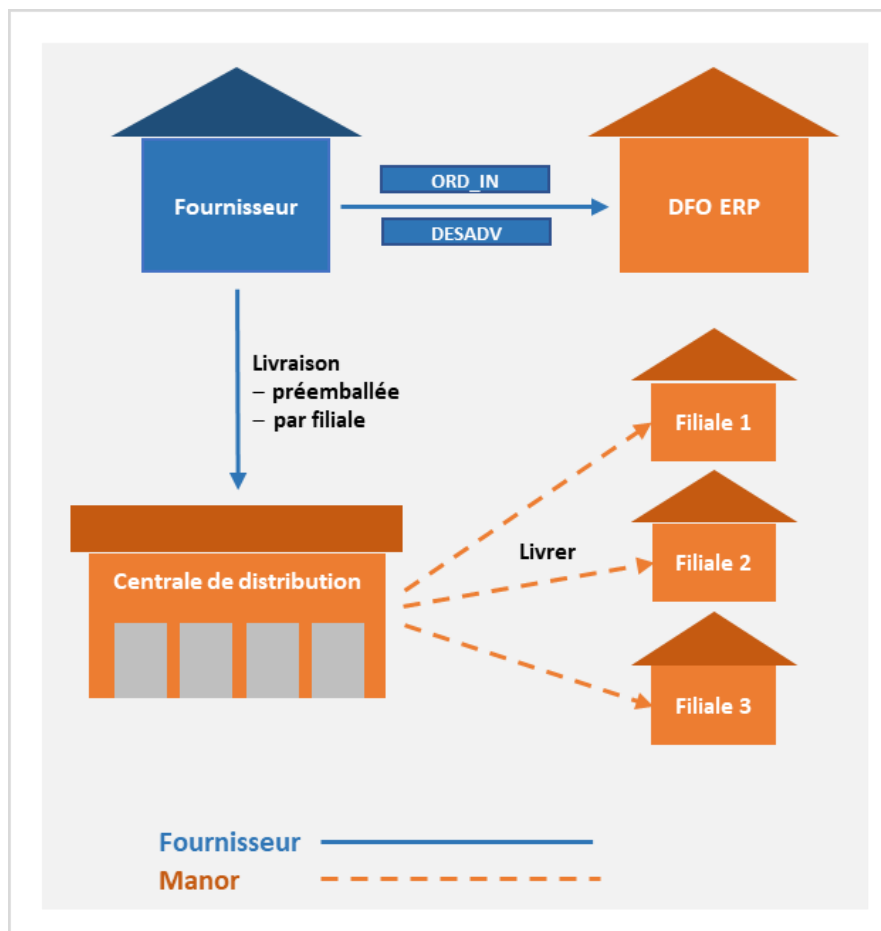 ORD_IN
Fournisseur
DFO ERP
DESADV
Livraison
– préemballée
– par filiale
Filiale 1
Livrer
Filiale 2
Centrale de distribution
Filiale 3
Fournisseur
Manor